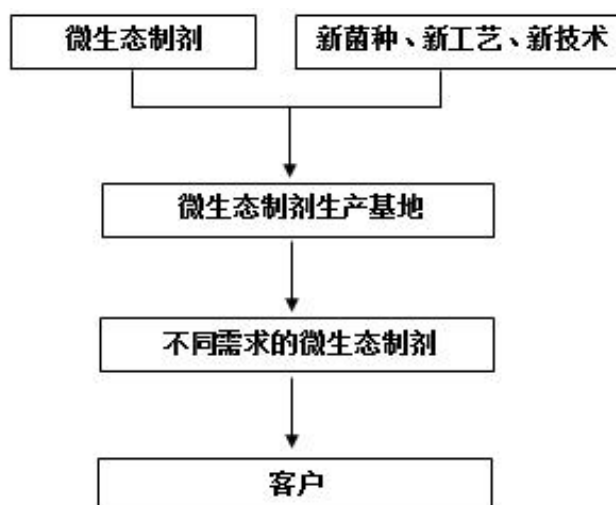 微生态制剂
新菌种、新工艺、新技术
微生态制剂生产基地
不同需求的微生态制剂
客户